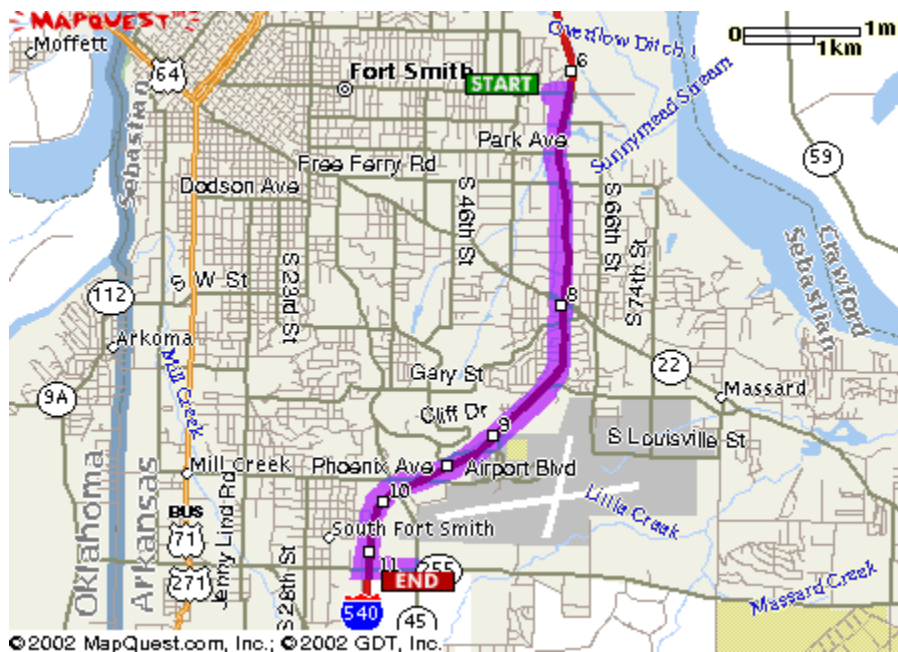 MAPQUEST
Moffett
64
Sebastian
Fort Smith
START
6
Overflow Ditch 1
0
1m
1km
Sunnymead Stream
59
Park Ave
Free Ferry Rd
Dodson Ave
S 46th St
S 66th St
S 74th St
S 23rd St
Crawford
Sebastian
112
W St
S
8
Arkoma
22
Massard
9A
Mill Creek
Gary St
Cliff Dr
9
S Louisville St
Mill Creek
Phoenix Ave
Airport Blvd
10
Little Creek
BUS
71
Jenny Lind Rd
South Fort Smith
Oklahoma
Arkansas
271
S 28th St
11
255
END
Massard Creek
540
45
©2002 MapQuest.com, Inc.; ©2002 GDT, Inc.